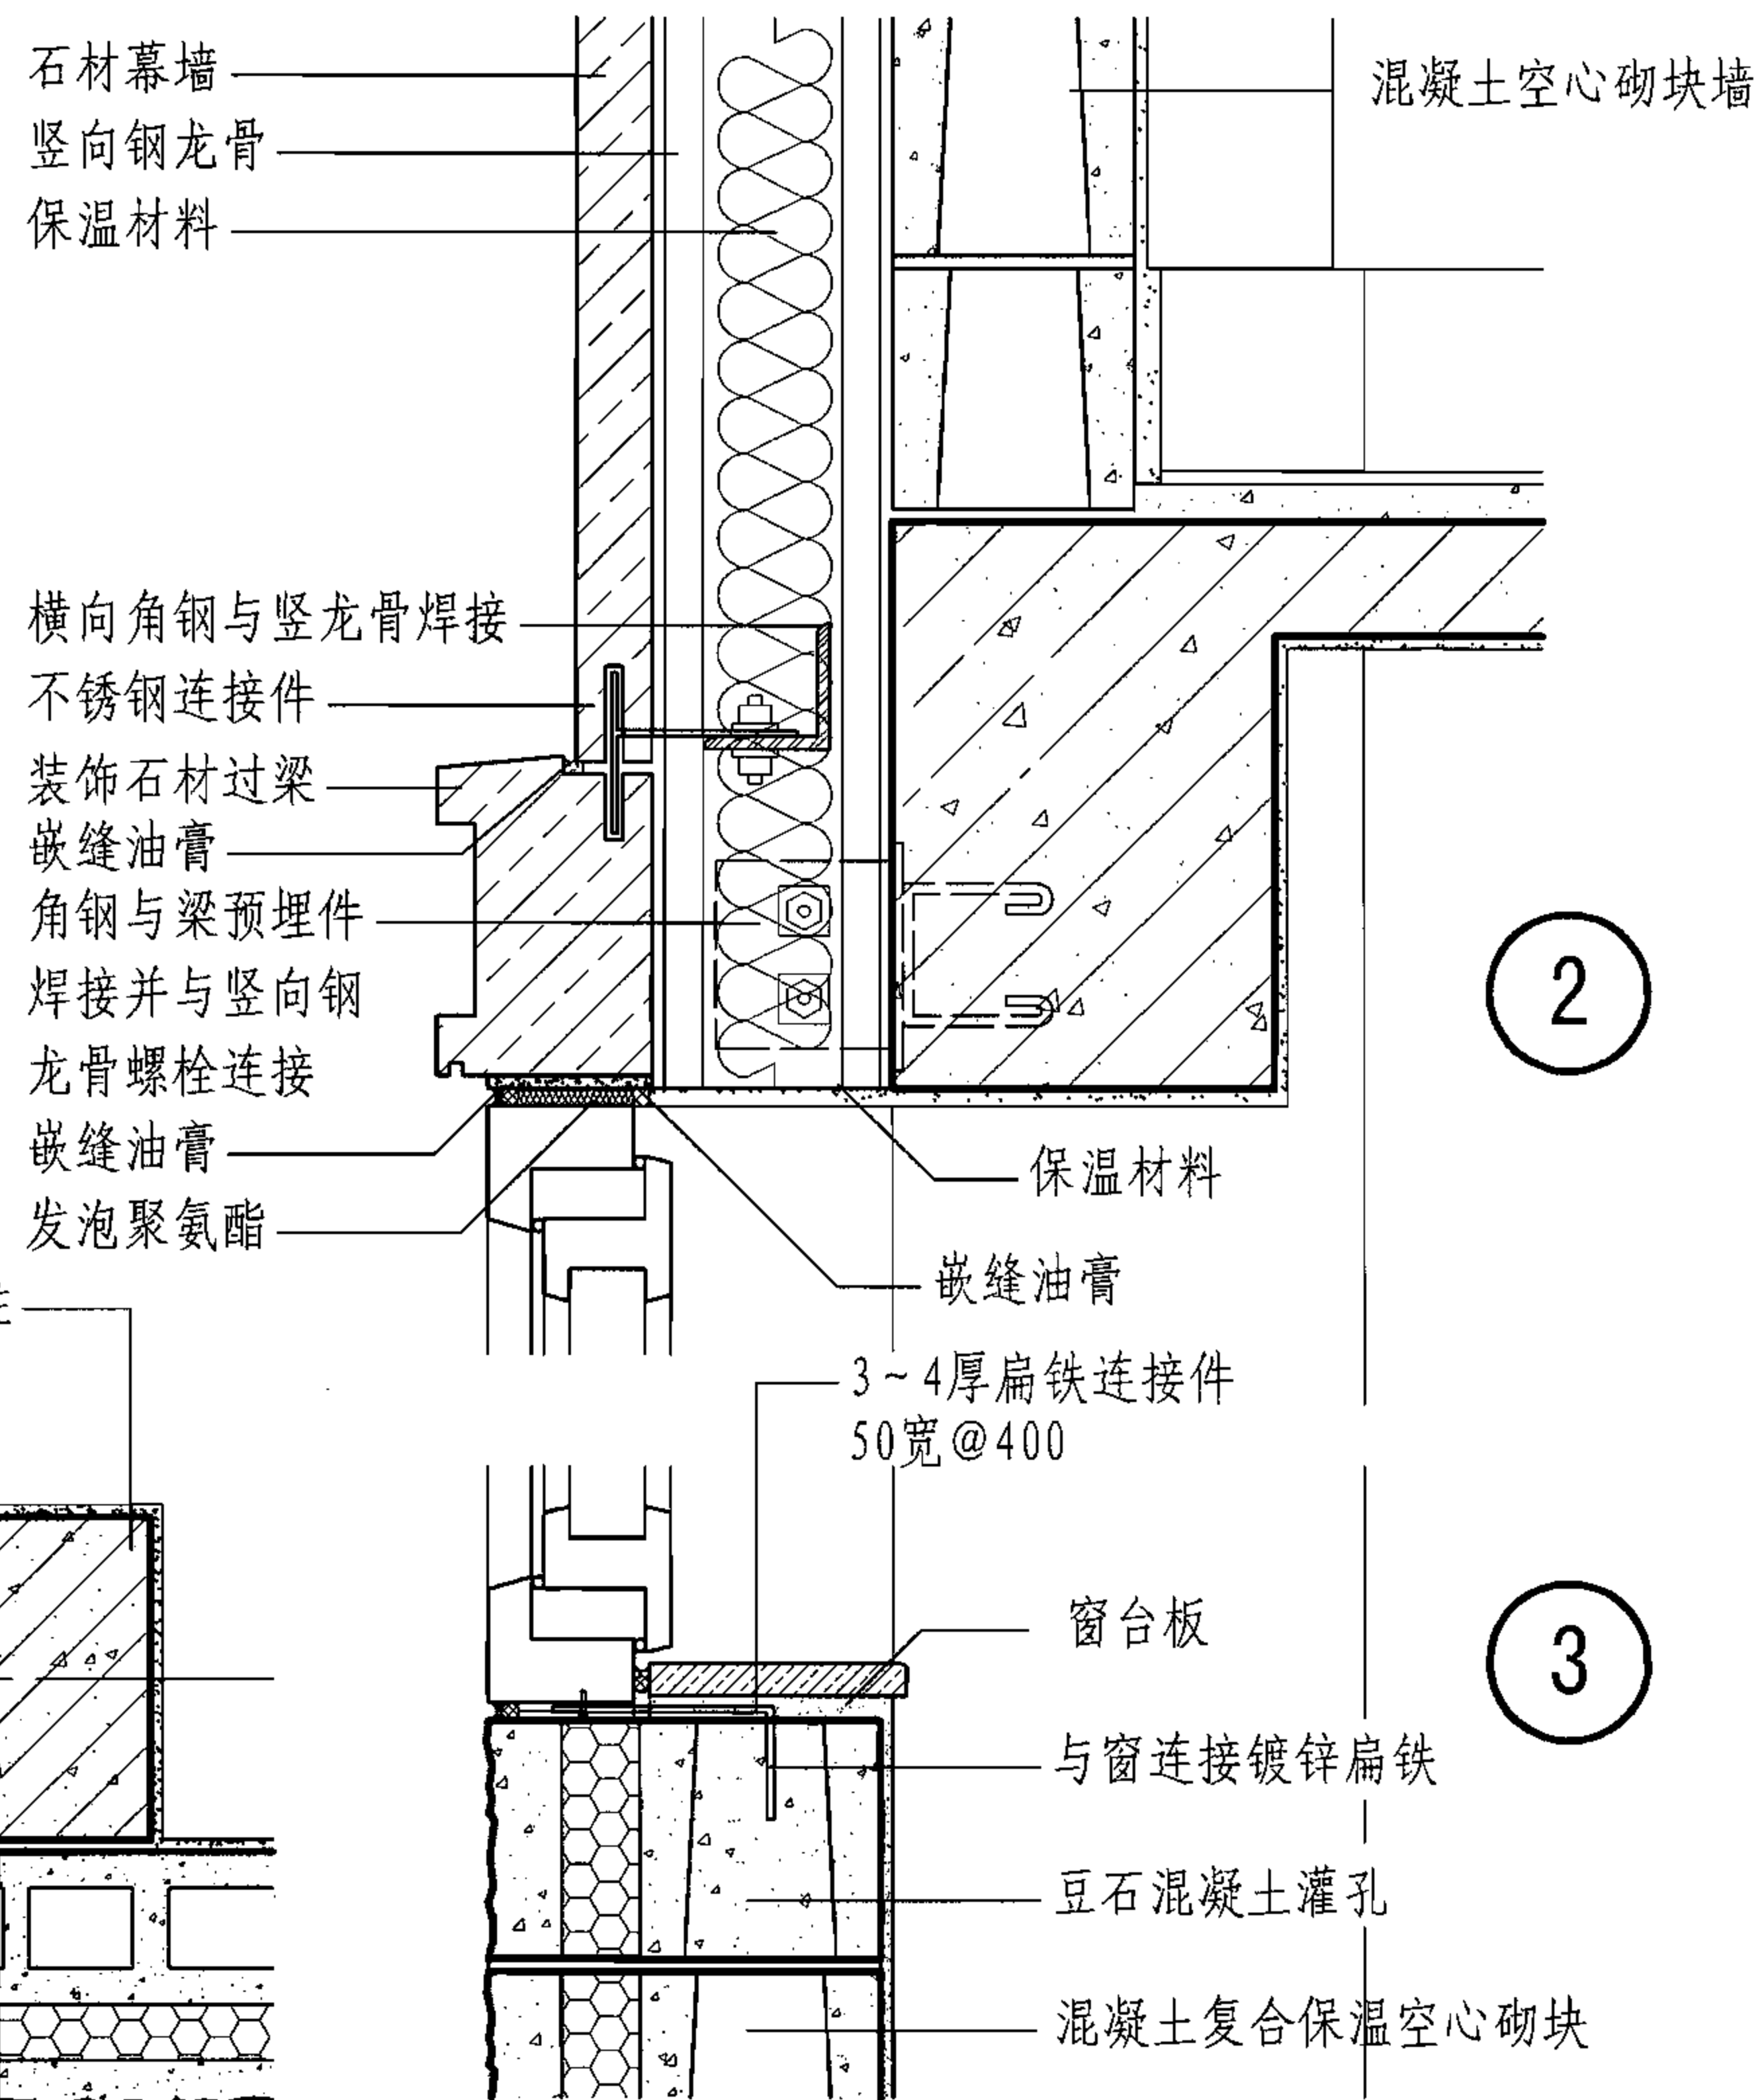 石材幕墙
竖向钢龙骨
保温材料
混凝土空心砌块墙
横向角钢与竖龙骨焊接
不锈钢连接件
装饰石材过梁
嵌缝油膏
角钢与梁预埋件
焊接并与竖向钢
龙骨螺栓连接
嵌缝油膏
发泡聚氨酯
2
保温材料
嵌缝油膏
3~4厚扁铁连接件
50宽@400
窗台板
3
与窗连接镀锌扁铁
豆石混凝土灌孔
混凝土复合保温空心砌块